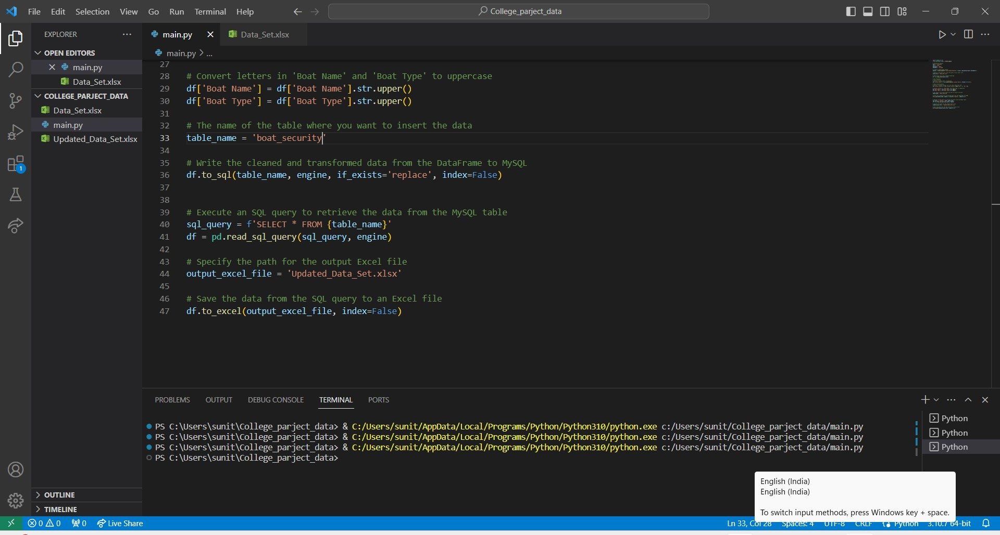 File Edit Selection View Go Run Terminal Help
College_parject_data
EXPLORER
main.py
Data_Set.xlsx
OPEN EDITORS
main.py
Data_Set.xlsx
COLLEGE_PARJECT_DATA
Data_Set.xlsx
main.py
Updated_Data_Set.xlsx
1
OUTLINE
TIMELINE
main.py > ...
27
28 # Convert letters in 'Boat Name' and 'Boat Type' to uppercase
29 df['Boat Name'] = df['Boat Name'].str.upper()
30 df['Boat Type'] = df['Boat Type'].str.upper()
31
32 # The name of the table where you want to insert the data
33 table_name = 'boat_security'
34
35 # Write the cleaned and transformed data from the DataFrame to MySQL
36 df.to_sql(table_name, engine, if_exists='replace', index=False)
37
38
39 # Execute an SQL query to retrieve the data from the MySQL table
40 sql_query = f'SELECT * FROM {table_name}'
41 df = pd.read_sql_query(sql_query, engine)
42
43 # Specify the path for the output Excel file
44 output_excel_file = 'Updated_Data_Set.xlsx'
45
46 # Save the data from the SQL query to an Excel file
47 df.to_excel(output_excel_file, index=False)
PROBLEMS OUTPUT DEBUG CONSOLE TERMINAL PORTS
PS C:\Users\sunit\College_parject_data> & C:/Users/sunit/AppData/Local/Programs/Python/Python310/python.exe c:/Users/sunit/College_parject_data/main.py
PS C:\Users\sunit\College_parject_data> & C:/Users/sunit/AppData/Local/Programs/Python/Python310/python.exe c:/Users/sunit/College_parject_data/main.py
PS C:\Users\sunit\College_parject_data> & C:/Users/sunit/AppData/Local/Programs/Python/Python310/python.exe c:/Users/sunit/College_parject_data/main.py
PS C:\Users\sunit\College_parject_data>
Python
Python
Python
English (India)
English (India)
To switch input methods, press Windows key + space.
0 0 0 Live Share
Ln 33, Col 28 Spaces: 4 UTF-8 CRLF Python 3.10.7 64-bit